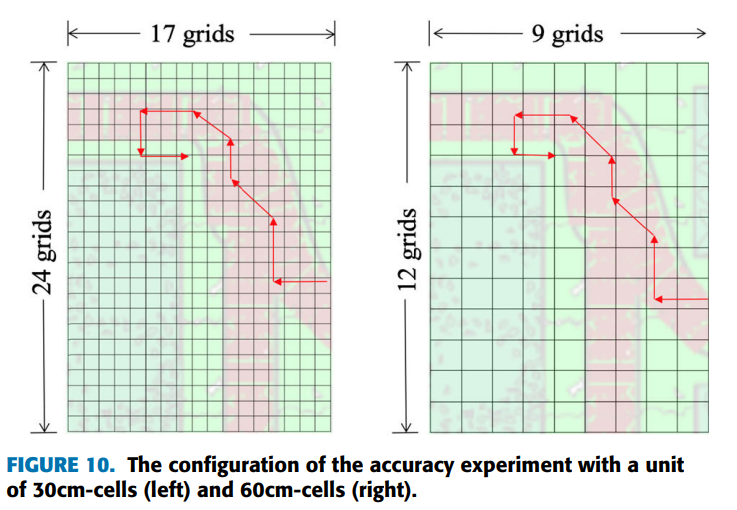 17 grids
9 grids
24 grids
12 grids
FIGURE 10. The configuration of the accuracy experiment with a unit
of 30cm-cells (left) and 60cm-cells (right).